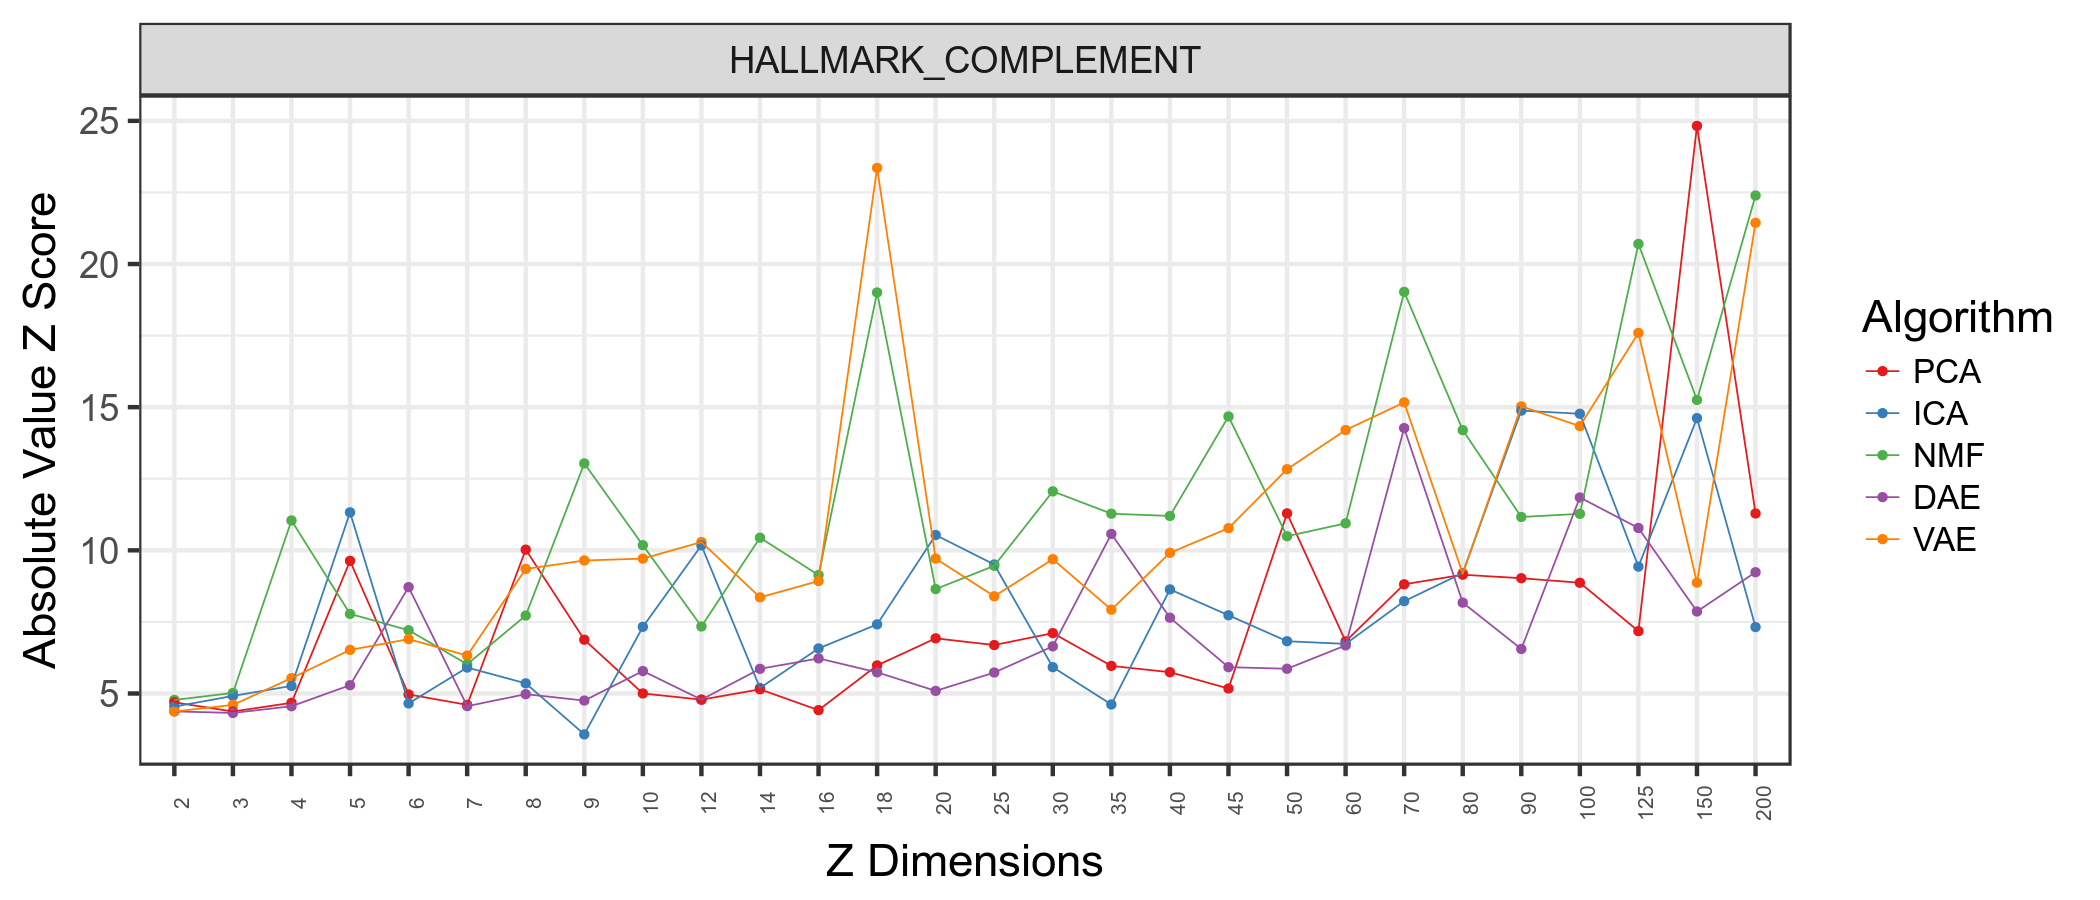 HALLMARK_COMPLEMENT
Absolute Value Z Score
25
20
15
10
5
2 3 4 5 6 7 8 9 10 12 14 16 18 20 25 30 35 40 45 50 60 70 80 90 100 125 150 200
Z Dimensions
Algorithm
PCA
ICA
NMF
DAE
VAE